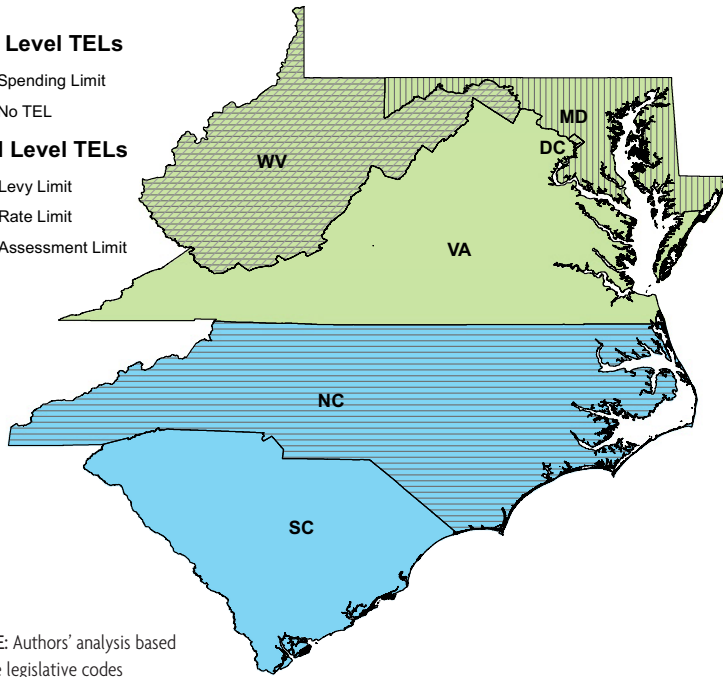 Level TELs
Spending Limit
No TEL
l Level TELs
Levy Limit
Rate Limit
Assessment Limit
WV
MD
DC
VA
NC
SC
E: Authors' analysis based
e legislative codes